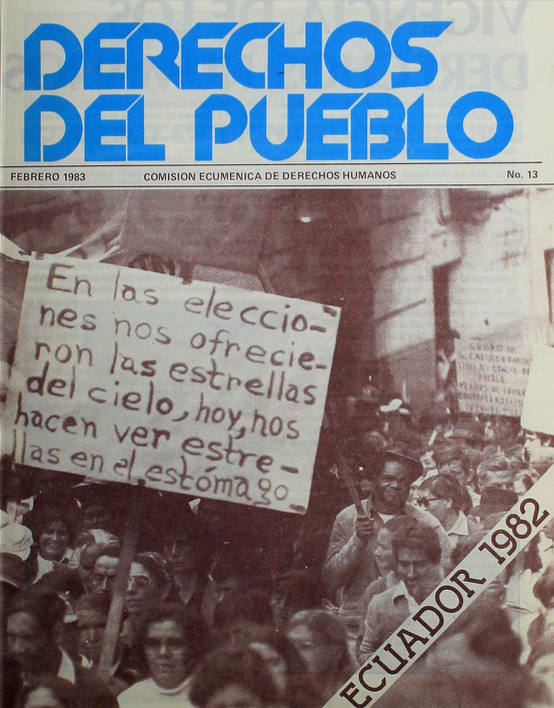 DERECHOS
DEL PUEBLO
FEBRERO 1983 COMISION ECUMENICA DE DERECHOS HUMANOS No. 13
En las eleccio-
nes nos ofrecie-
ron las estrellas
del cielo, hoy, nos
hacen ver estre-
llas en el estómago
ECUADOR 1982